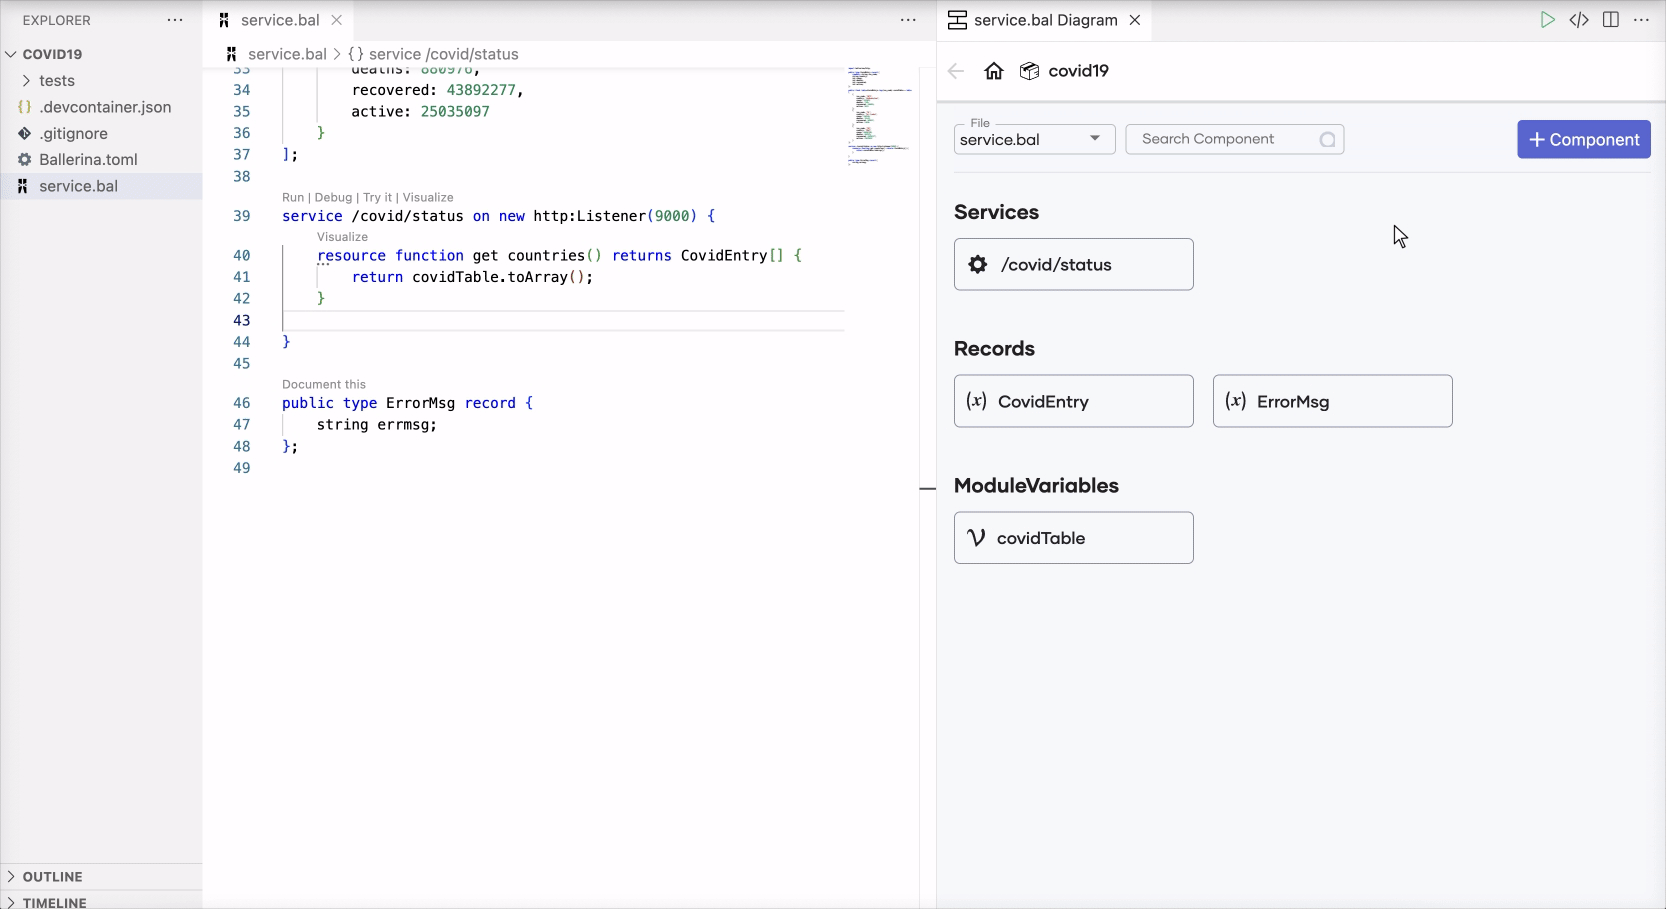 EXPLORER
COVID19
tests
.devcontainer.json
.gitignore
Ballerina.toml
service.bal
OUTLINE
TIMELINE
service.bal
service.bal > {} service /covid/status
33 deaths: 880976,
34 recovered: 43892277,
35 active: 25035097
36 }
37 ];
38
Run | Debug | Try it | Visualize
39 service /covid/status on new http:Listener(9000) {
Visualize
40 resource function get countries() returns CovidEntry[] {
41 return covidTable.toArray();
42 }
43
44 }
45
Document this
46 public type ErrorMsg record {
47 string errmsg;
48 };
49
service.bal Diagram
covid19
File
service.bal
Search Component
+ Component
Services
/covid/status
Records
(x) CovidEntry
(x) ErrorMsg
ModuleVariables
covidTable